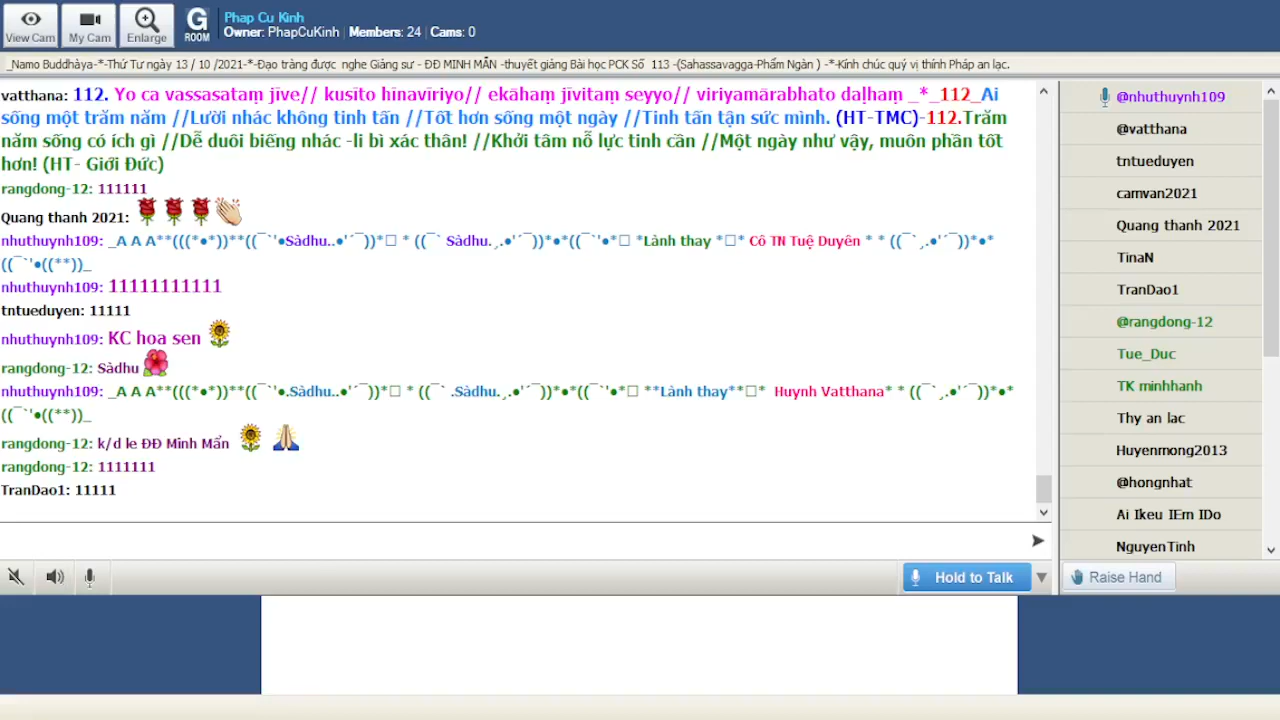 View Cam
My Cam
Enlarge
G
ROOM
Phap Cu Kinh
Owner: PhapCuKinh | Members: 24 | Cams: 0
_Namo Buddhàya-*-Thứ Tư ngày 13 / 10 /2021-*-Đạo tràng được nghe Giảng sư - ĐĐ MINH MẪN -thuyết giảng Bài học PCK Số 113 -(Sahassavagga-Phẩm Ngàn ) -*-Kính chúc quý vị thính Pháp an lạc.
vatthana: 112. Yo ca vassasataṃ jīve// kusīto hīnavīriyo// ekāhaṃ jīvitaṃ seyyo// viriyamārabhato daḷhaṃ _*_112_Ai
sống một trăm năm //Lười nhác không tinh tấn //Tốt hơn sống một ngày //Tinh tấn tận sức mình. (HT-TMC)-112.Trăm
năm sống có ích gì //Dễ duôi biếng nhác -li bì xác thân! //Khởi tâm nỗ lực tinh cần //Một ngày như vậy, muôn phần tốt
hơn! (HT- Giới Đức)
rangdong-12: 111111
Quang thanh 2021:
nhuthuynh109: _A A A**(((*•*))**((¯`'•Sàdhu..•'´¯))*□ * ((¯` Sàdhu.¸.•'´¯))*•*((¯`'•*□ *Lành thay *□* Cô TN Tuệ Duyên * * ((¯`¸.•'´¯))*•*
((¯`'•((**))_
nhuthuynh109: 11111111111
tntueduyen: 11111
nhuthuynh109: KC hoa sen
rangdong-12: Sàdhu
nhuthuynh109: _A A A**(((*•*))**((¯`'•.Sàdhu..•'´¯))*□ * ((¯` .Sàdhu.¸.•'´¯))*•*((¯`'•*□ **Lành thay**□* Huynh Vatthana* * ((¯`¸.•'´¯))*•*
((¯`'•((**))_
rangdong-12: k/d le ĐĐ Minh Mẩn
rangdong-12: 1111111
TranDao1: 11111
@nhuthuynh109
@vatthana
tntueduyen
camvan2021
Quang thanh 2021
TinaN
TranDao1
@rangdong-12
Tue_Duc
TK minhhanh
Thy an lac
Huyenmong2013
@hongnhat
Ai Ikeu IEm IDo
NguyenTinh
Hold to Talk
Raise Hand